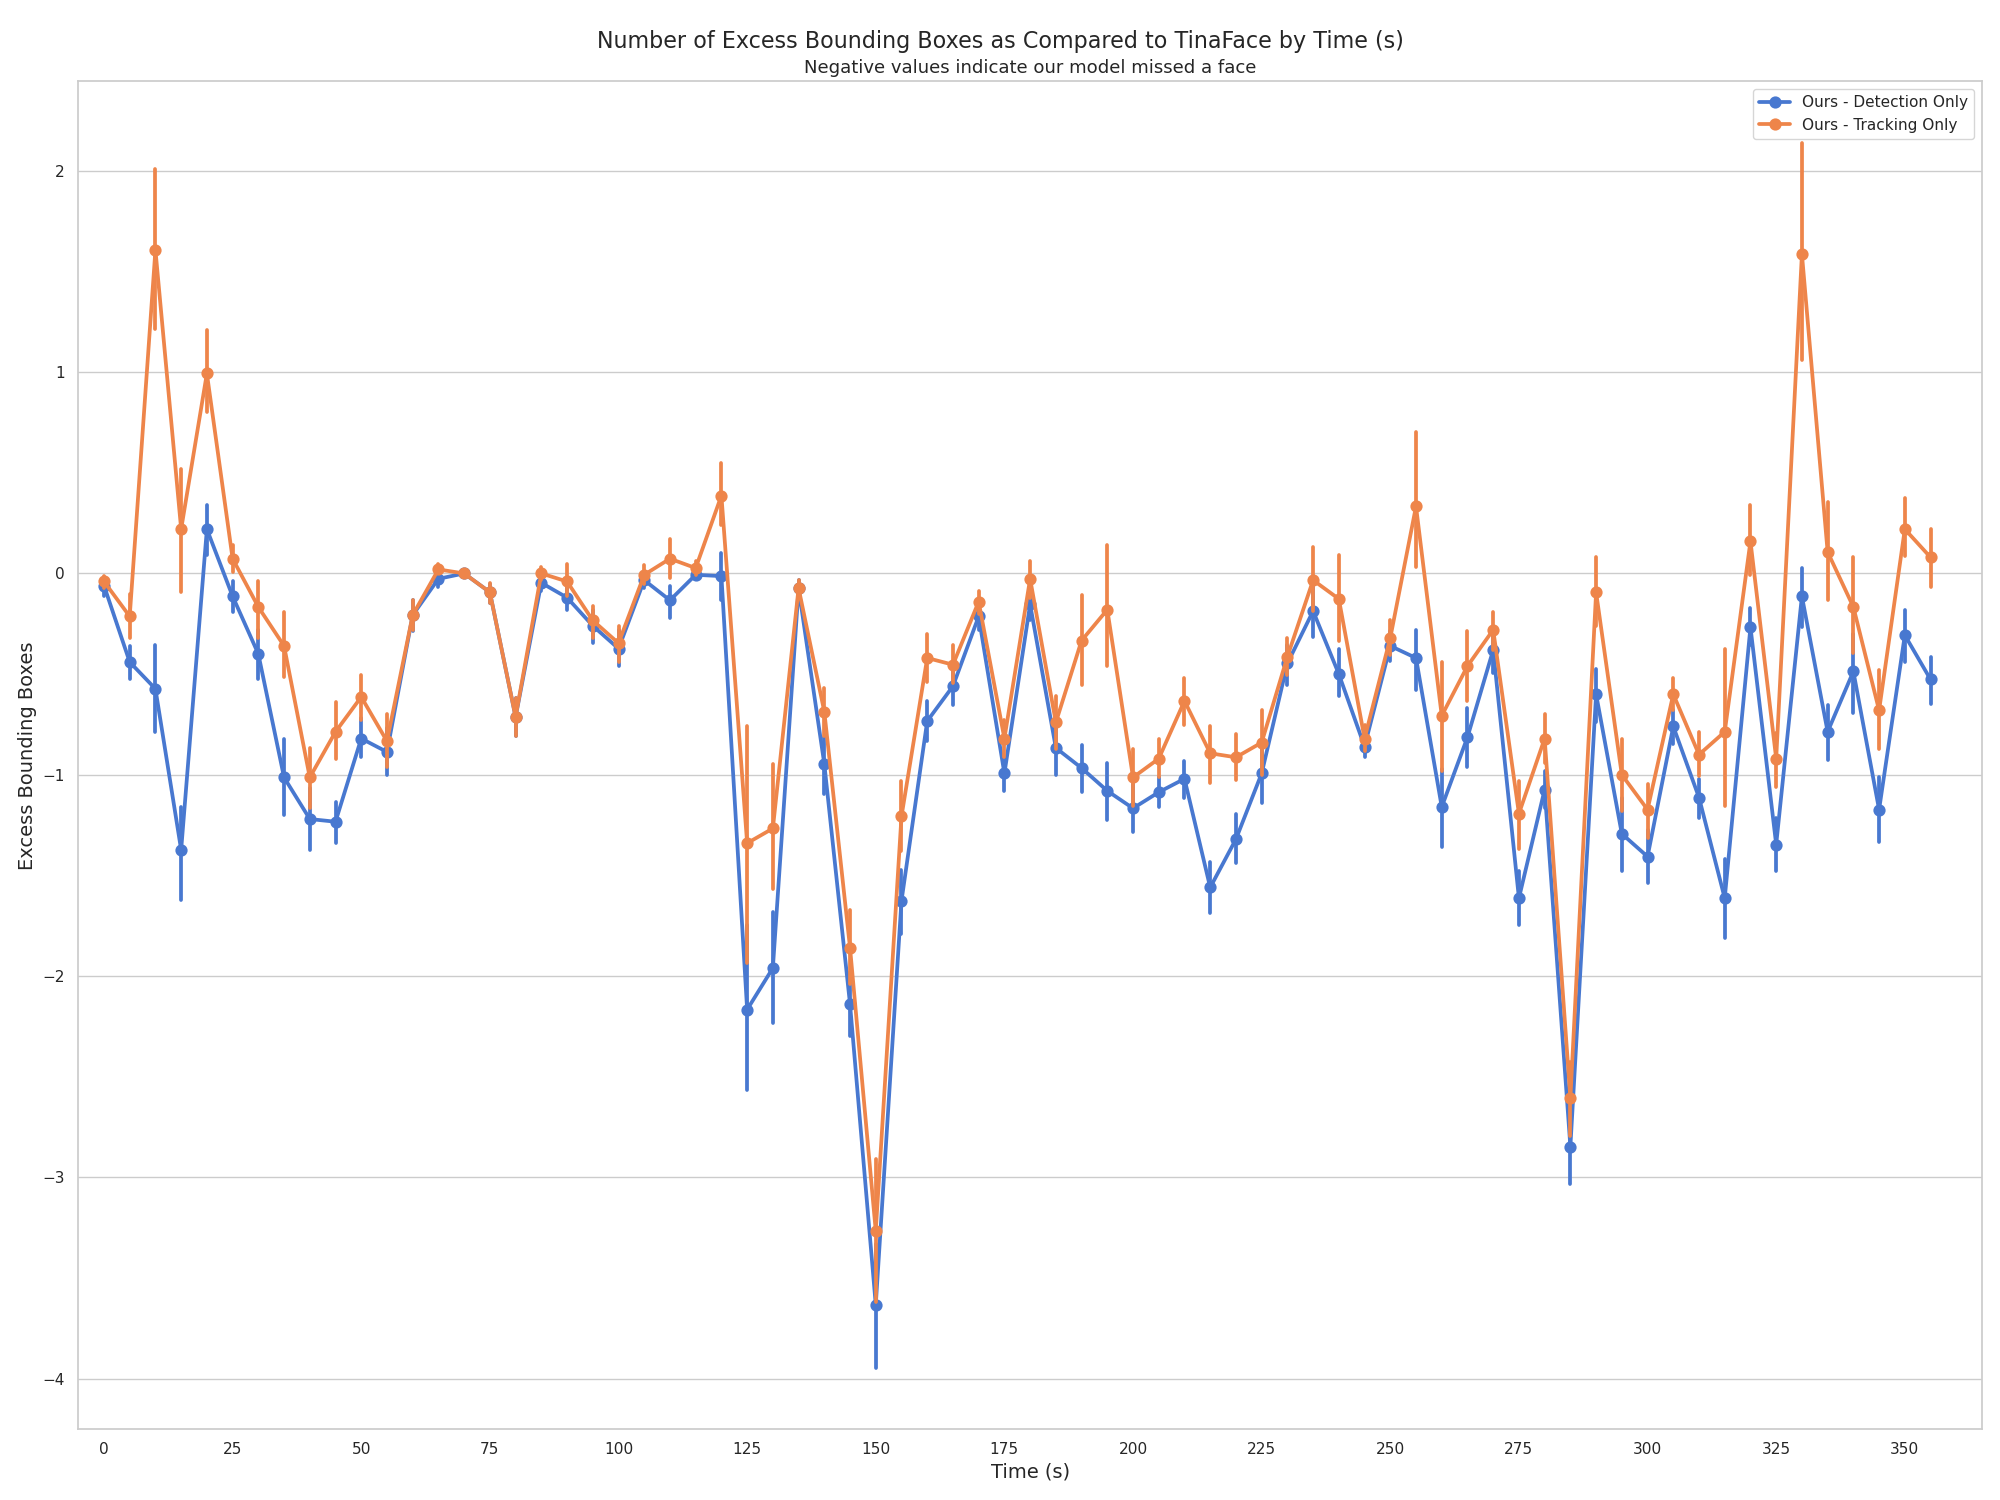 Number of Excess Bounding Boxes as Compared to TinaFace by Time (s)
Negative values indicate our model missed a face
Ours - Detection Only
Ours - Tracking Only
Excess Bounding Boxes
2
1
0
−1
−2
−3
−4
0 25 50 75 100 125 150 175 200 225 250 275 300 325 350
Time (s)